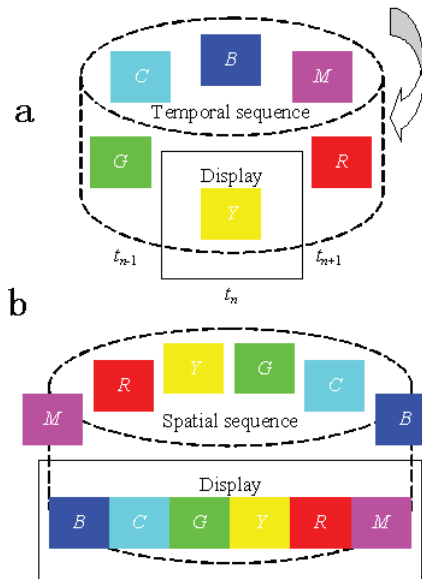 a
B
C M
Temporal sequence
G R
Display
Y
tn-1 tn+1
tn
b
Y G
R C
M B
Spatial sequence
Display
B C G Y R M